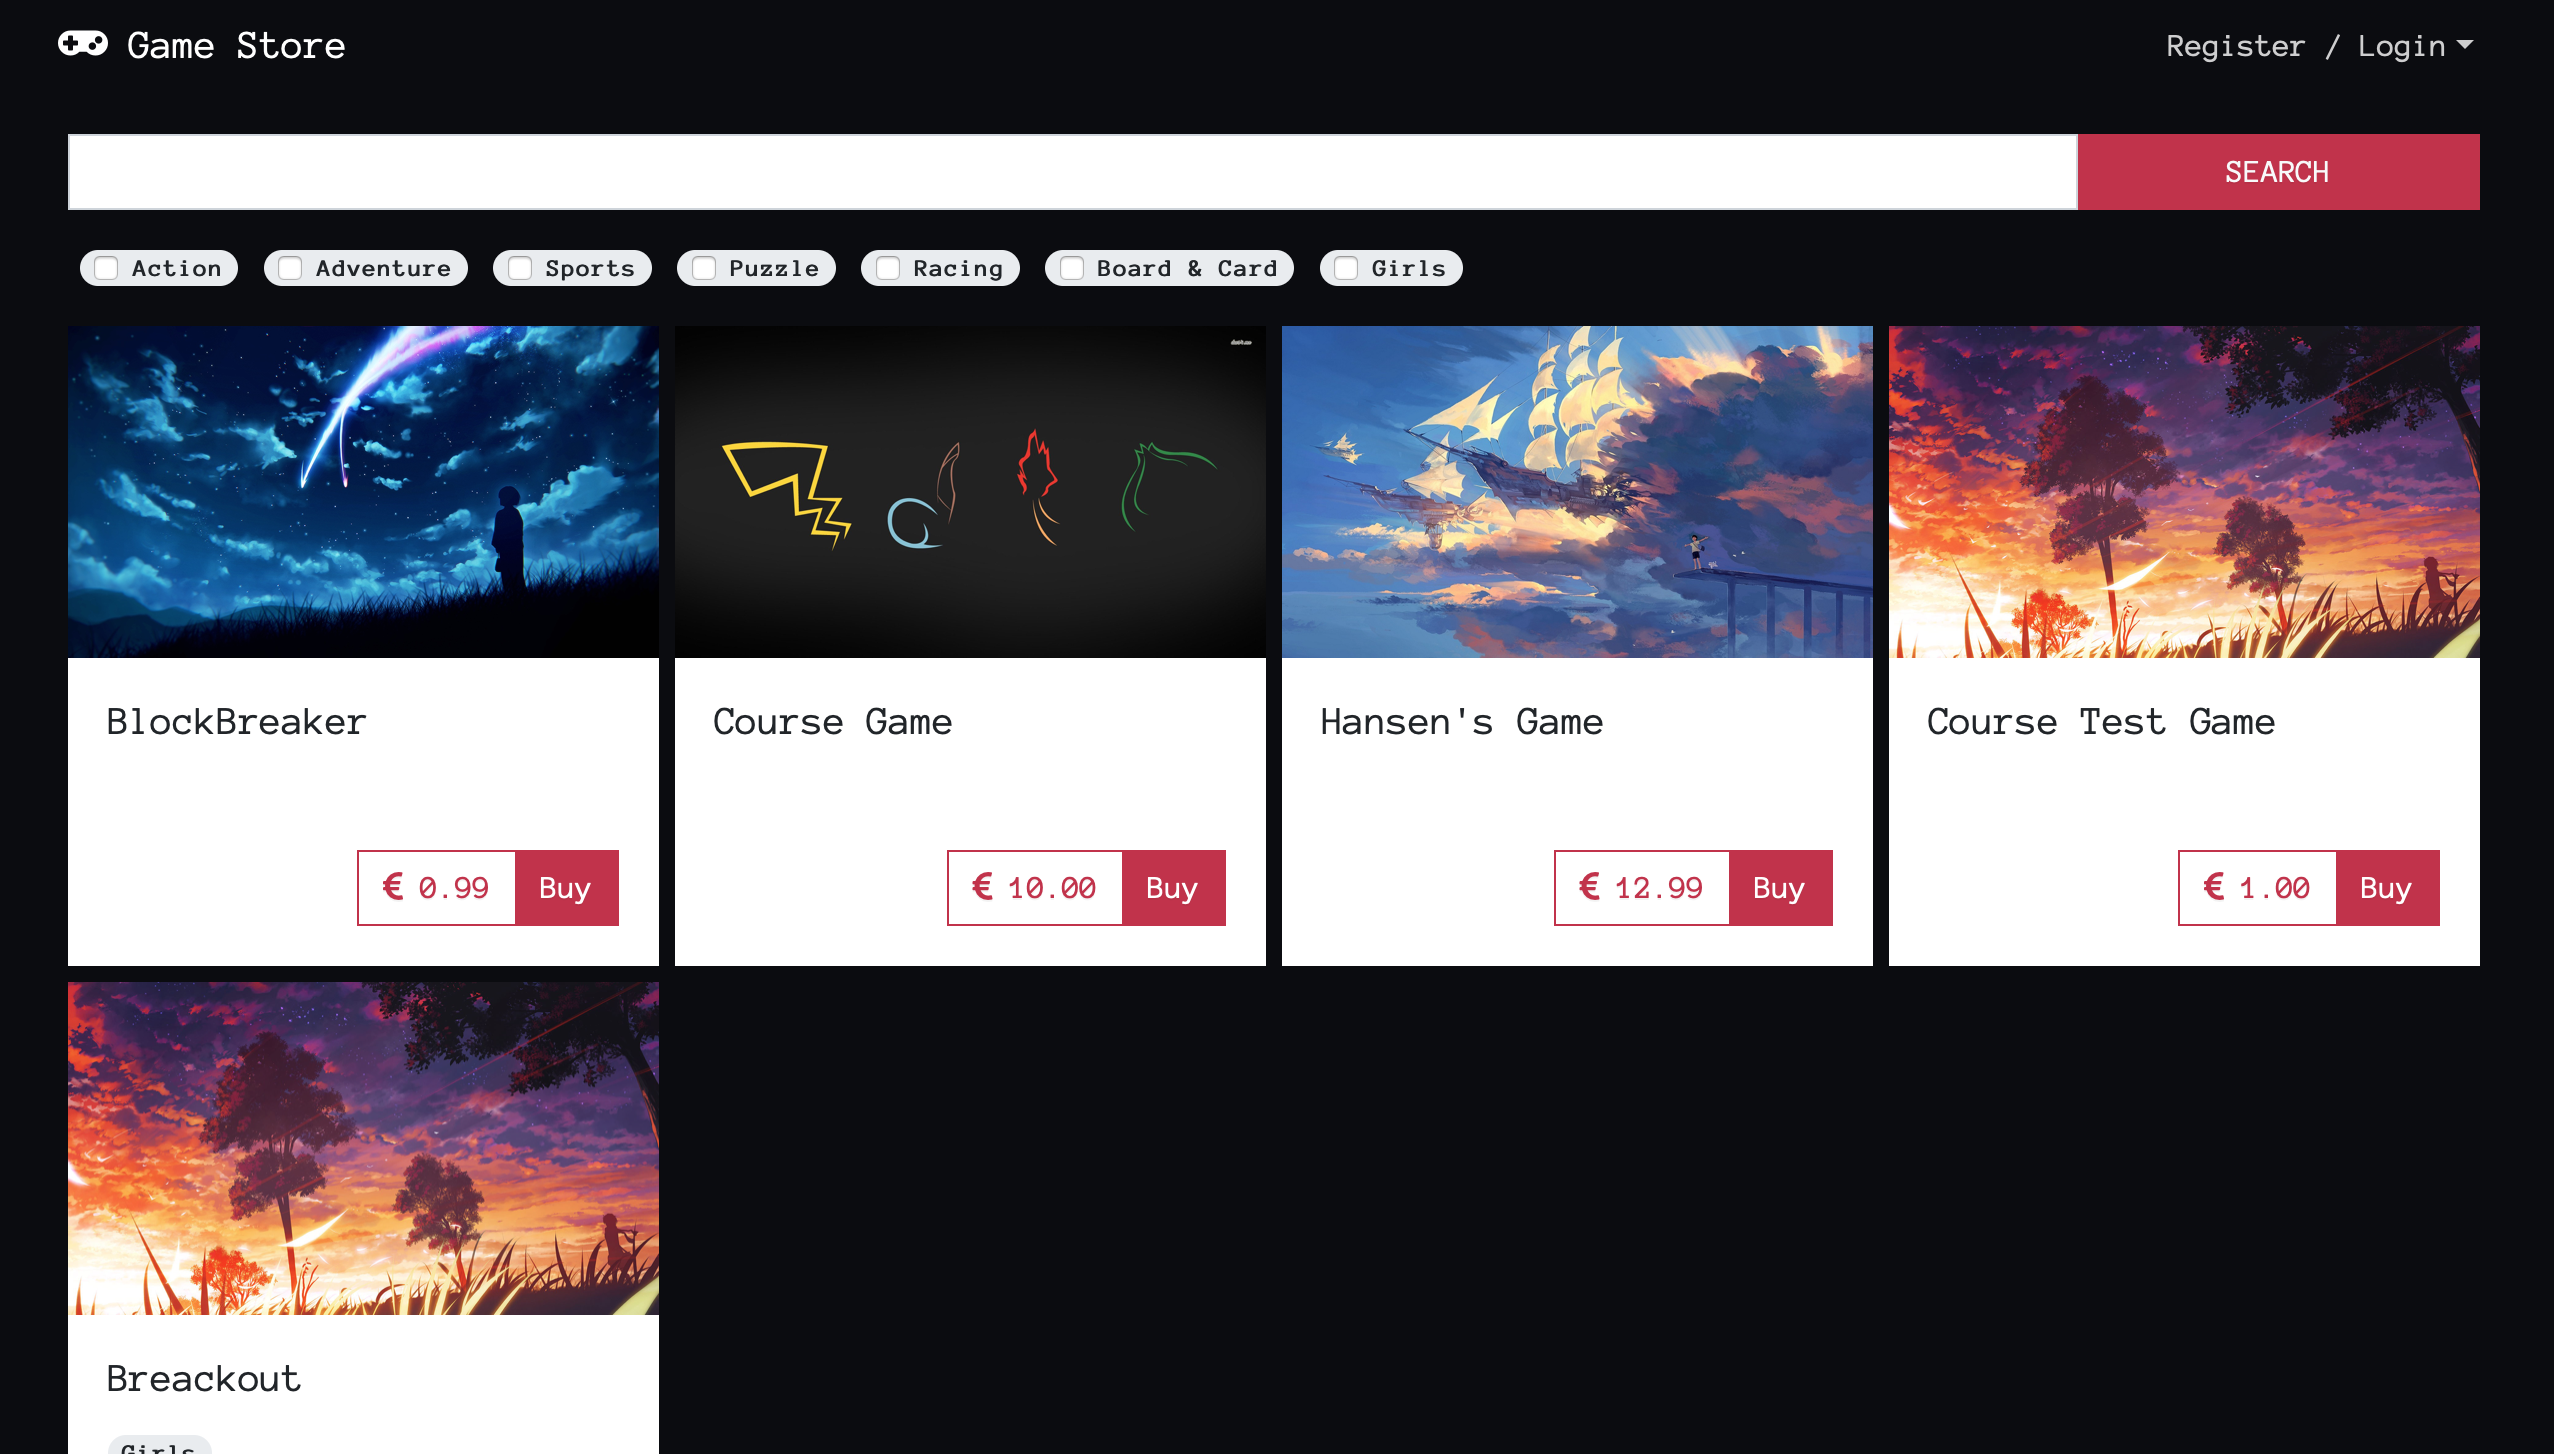 Game Store
Register / Login
SEARCH
Action Adventure Sports Puzzle Racing Board & Card Girls
BlockBreaker
€ 0.99 Buy
Course Game
€ 10.00 Buy
Hansen's Game
€ 12.99 Buy
Course Test Game
€ 1.00 Buy
Breackout
Girls